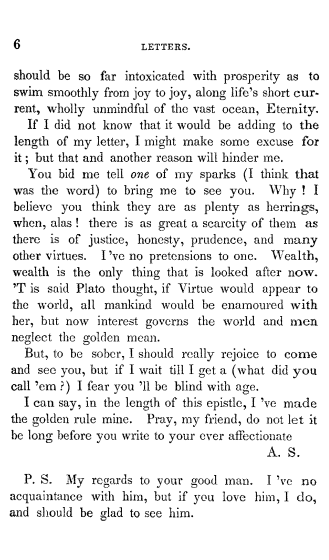 6
LETTERS.
should be so far intoxicated with prosperity as to
swim smoothly from joy to joy, along life's short cur-
rent, wholly unmindful of the vast ocean, Eternity.
If I did not know that it would be adding to the
length of my letter, I might make some excuse for
it; but that and another reason will hinder me.
You bid me tell one of my sparks (I think that
was the word) to bring me to see you. Why! I
believe you think they are as plenty as herrings,
when, alas! there is as great a scarcity of them as
there is of justice, honesty, prudence, and many
other virtues. I 've no pretensions to one. Wealth,
wealth is the only thing that is looked after now.
'T is said Plato thought, if Virtue would appear to
the world, all mankind would be enamoured with
her, but now interest governs the world and men
neglect the golden mean.
But, to be sober, I should really rejoice to come
and see you, but if I wait till I get a (what did you
call 'em?) I fear you 'll be blind with age.
I can say, in the length of this epistle, I 've made
the golden rule mine. Pray, my friend, do not let it
be long before you write to your ever affectionate
A. S.
P. S. My regards to your good man. I 've no
acquaintance with him, but if you love him, I do,
and should be glad to see him.